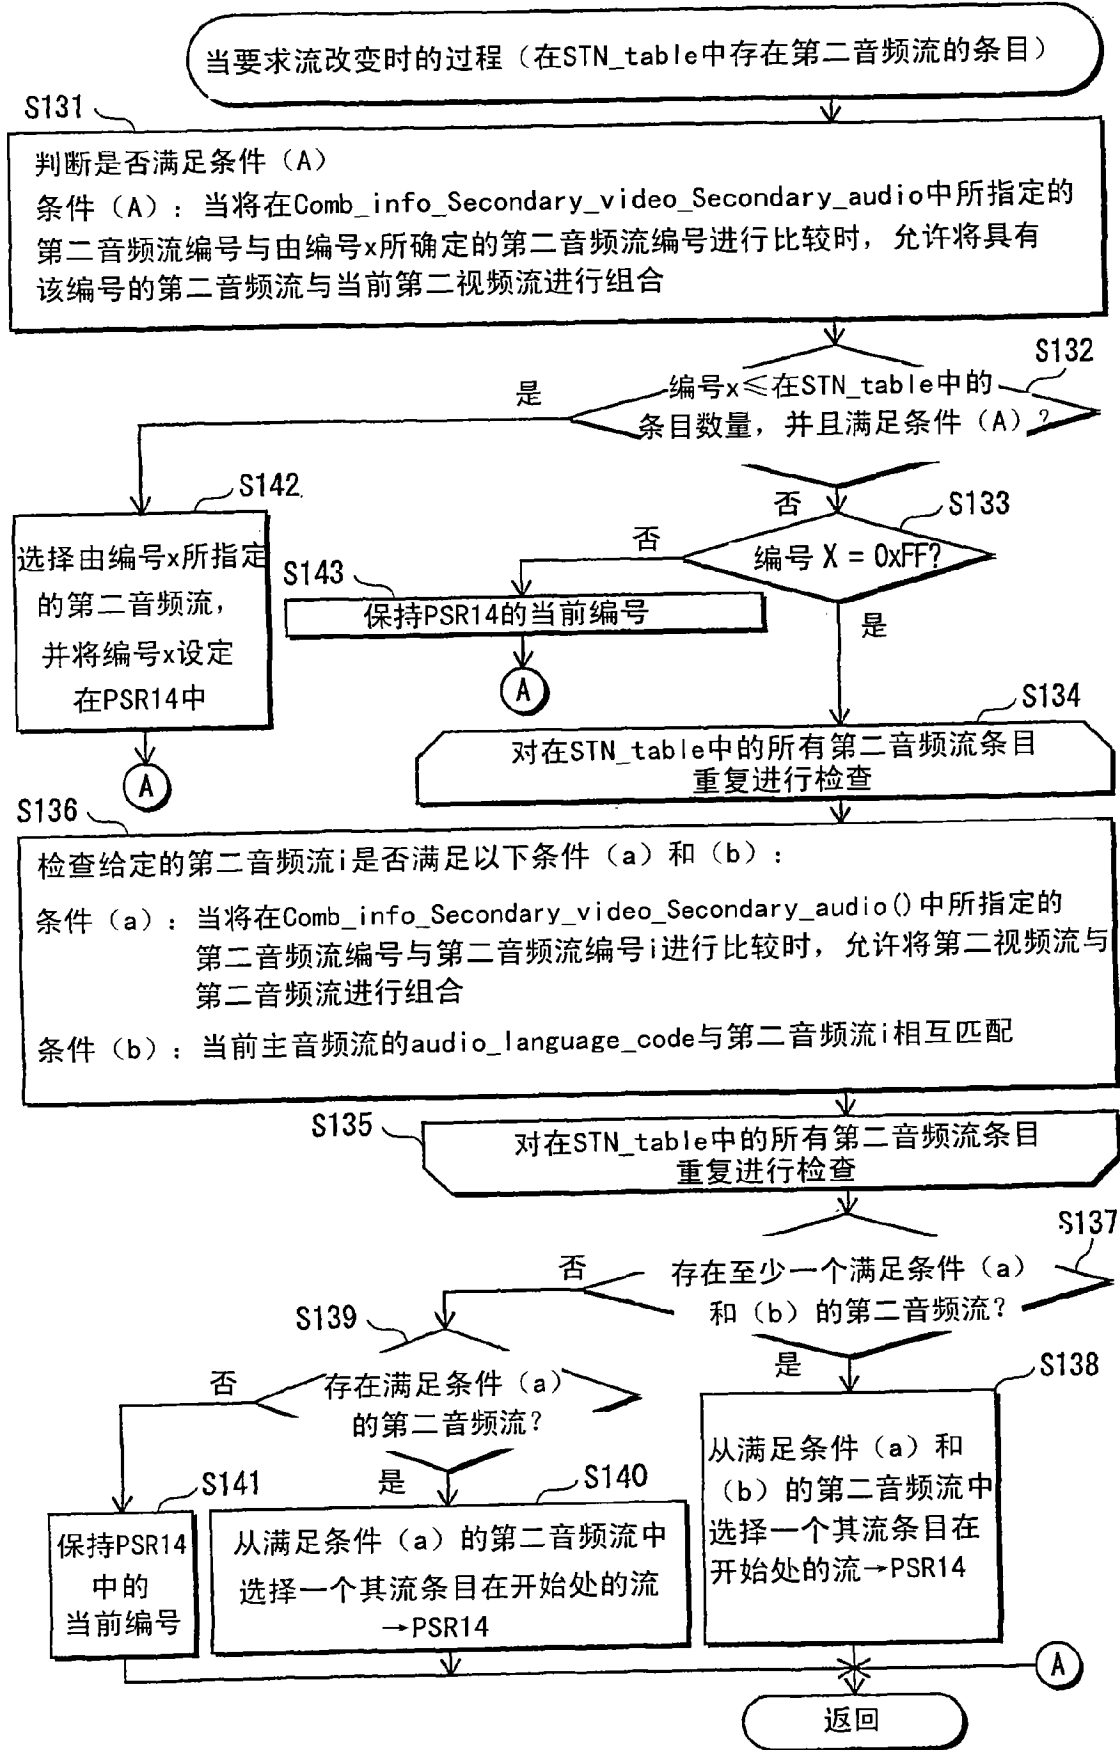 当要求流改变时的过程（在STN_table中存在第二音频流的条目）
S131
判断是否满足条件（A）
条件（A）：当将在Comb_info_Secondary_video_Secondary_audio中所指定的
第二音频流编号与由编号x所确定的第二音频流编号进行比较时，允许将具有
该编号的第二音频流与当前第二视频流进行组合
S132
编号x≤在STN_table中的
条目数量，并且满足条件（A）？
是
否
S142
选择由编号x所指定
的第二音频流，
并将编号x设定
在PSR14中
A
S133
编号 X = 0xFF?
否
是
S143
保持PSR14的当前编号
A
S134
对在STN_table中的所有第二音频流条目
重复进行检查
S136
检查给定的第二音频流i是否满足以下条件（a）和（b）：
条件（a）：当将在Comb_info_Secondary_video_Secondary_audio()中所指定的
第二音频流编号与第二音频流编号i进行比较时，允许将第二视频流与
第二音频流进行组合
条件（b）：当前主音频流的audio_language_code与第二音频流i相互匹配
S135
对在STN_table中的所有第二音频流条目
重复进行检查
S137
存在至少一个满足条件（a）
和（b）的第二音频流？
否
是
S139
存在满足条件（a）
的第二音频流？
否
是
S138
从满足条件（a）和
（b）的第二音频流中
选择一个其流条目在
开始处的流→PSR14
S141
保持PSR14
中的
当前编号
S140
从满足条件（a）的第二音频流中
选择一个其流条目在开始处的流
→PSR14
A
返回